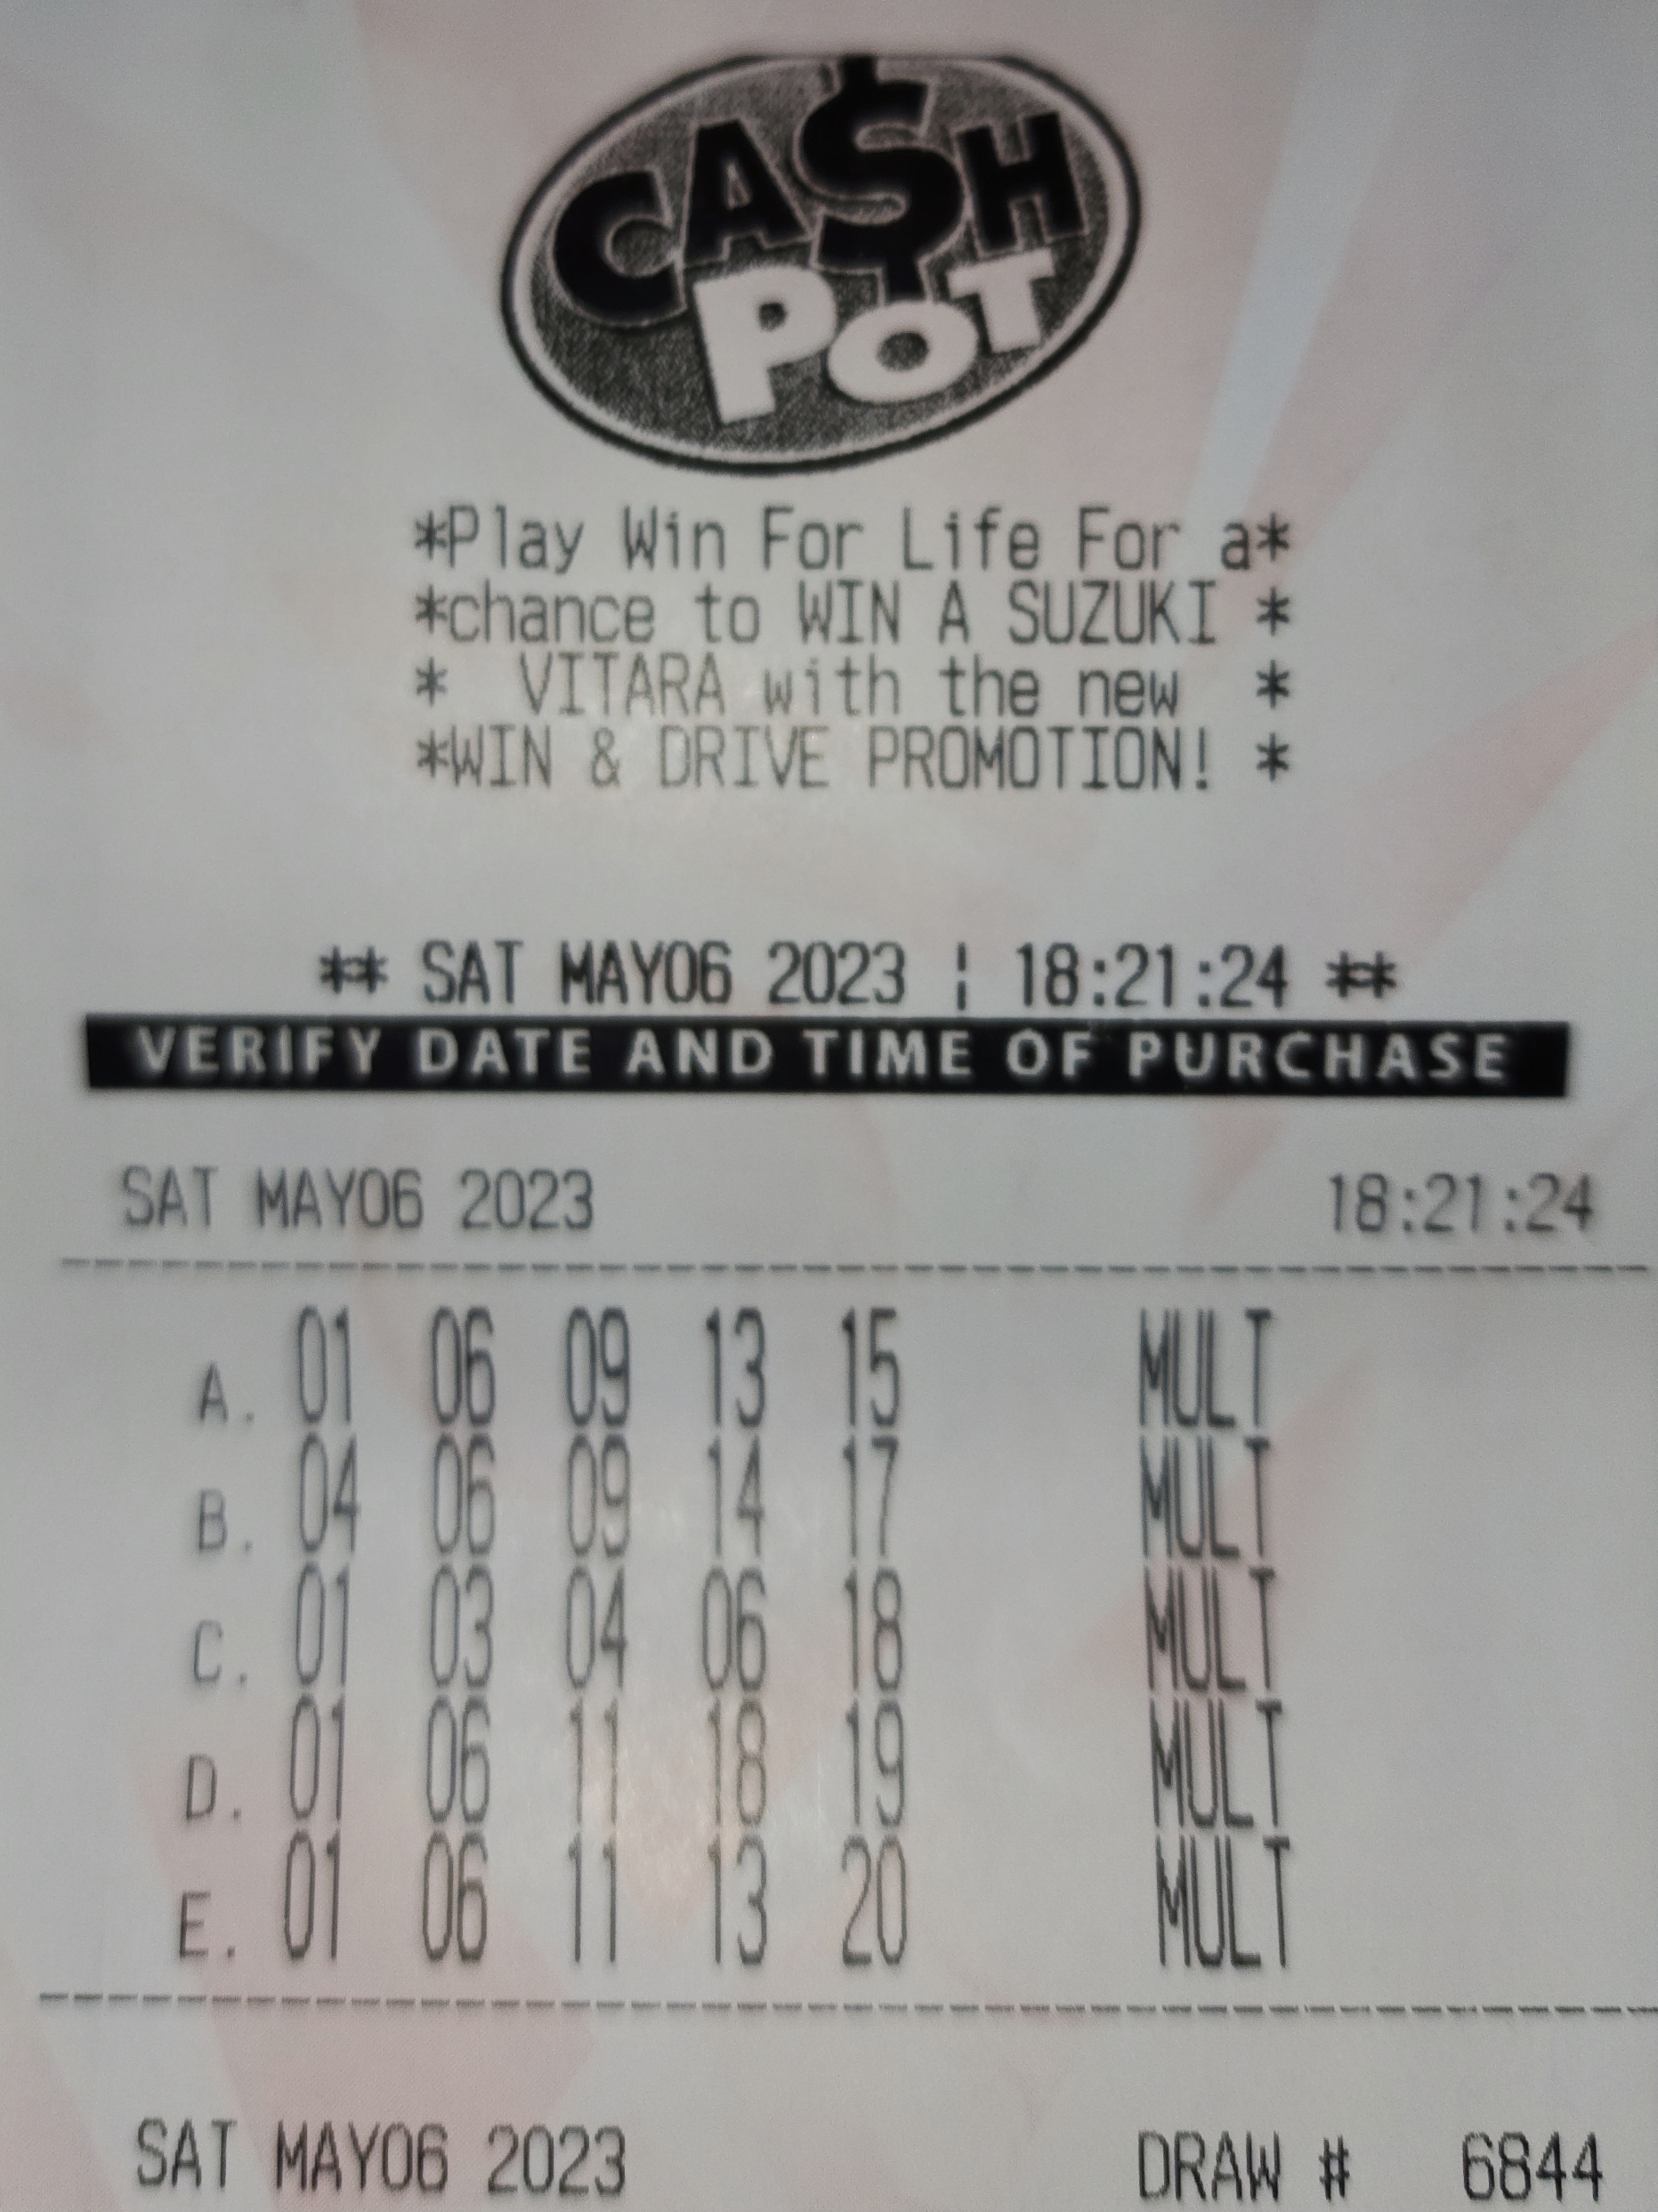 CA$H
POT
*Play Win For Life For a*
*chance to WIN A SUZUKI *
* VITARA with the new *
*WIN & DRIVE PROMOTION! *
** SAT MAY06 2023 ¦ 18:21:24 **
VERIFY DATE AND TIME OF PURCHASE
SAT MAY06 2023 18:21:24
A. 01 06 09 13 15 MULT
B. 04 06 09 14 17 MULT
C. 01 03 04 06 18 MULT
D. 01 06 11 18 19 MULT
E. 01 06 11 13 20 MULT
SAT MAY06 2023 DRAW # 6844